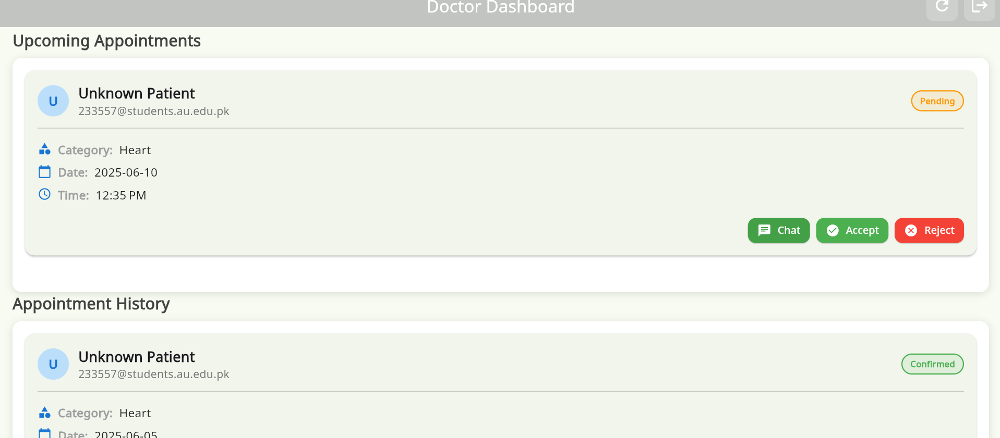 Doctor Dashboard
Upcoming Appointments
U
Unknown Patient
233557@students.au.edu.pk
Pending
Category: Heart
Date: 2025-06-10
Time: 12:35 PM
Chat
Accept
Reject
Appointment History
U
Unknown Patient
233557@students.au.edu.pk
Confirmed
Category: Heart
Date: 2025-06-05